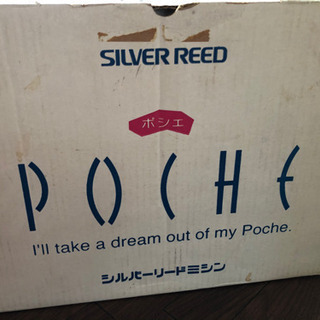 SILVER REED
ポシェ
POCHE
I'll take a dream out of my Poche.
シルバーリードミシン